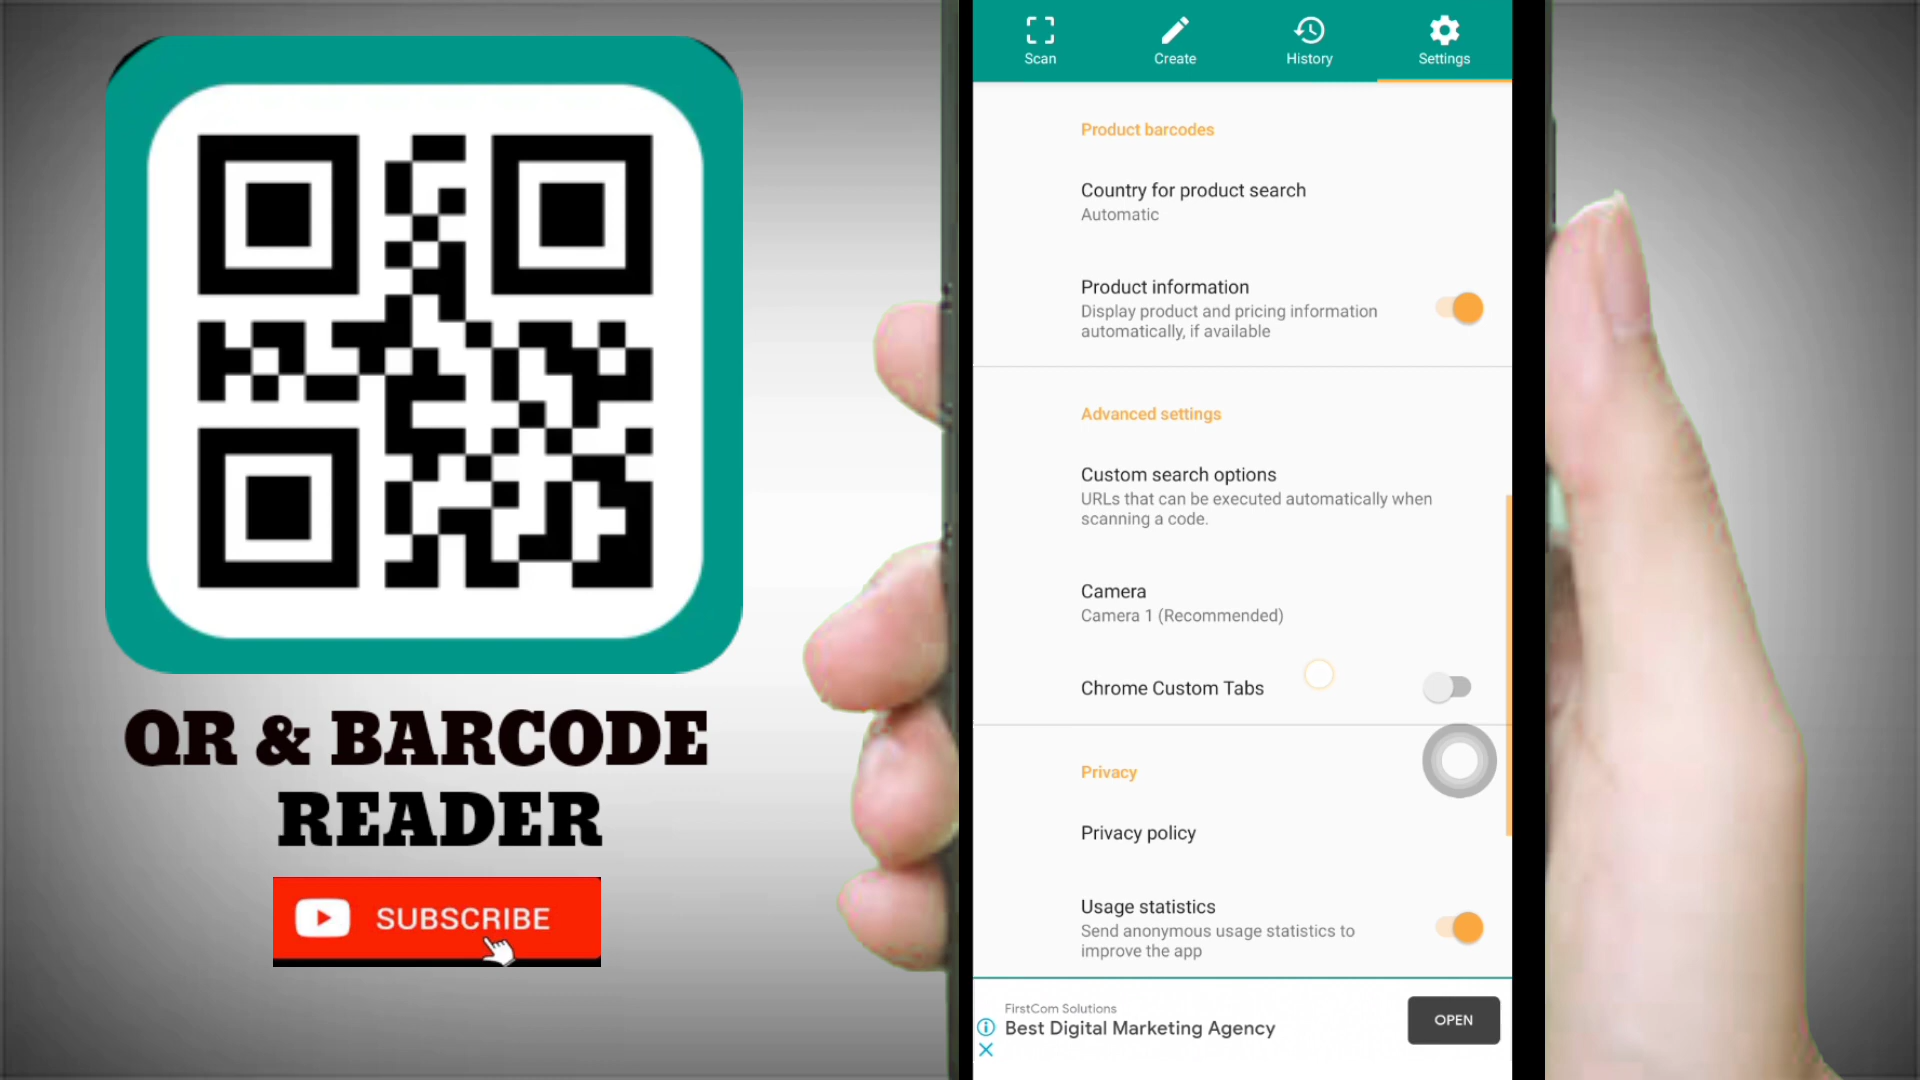 QR & BARCODE
READER
SUBSCRIBE
Scan
Create
History
Settings
Product barcodes
Country for product search
Automatic
Product information
Display product and pricing information
automatically, if available
Advanced settings
Custom search options
URLs that can be executed automatically when
scanning a code.
Camera
Camera 1 (Recommended)
Chrome Custom Tabs
Privacy
Privacy policy
Usage statistics
Send anonymous usage statistics to
improve the app
FirstCom Solutions
Best Digital Marketing Agency
OPEN